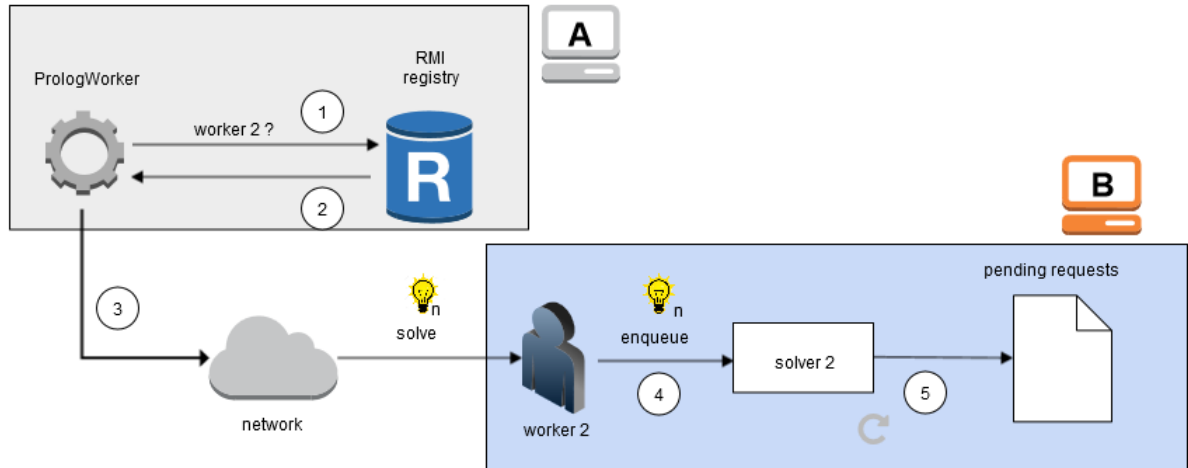 A
RMI
registry
PrologWorker
1
worker 2 ?
R
2
B
pending requests
n
n
3
solve
enqueue
solver 2
4
5
network
worker 2